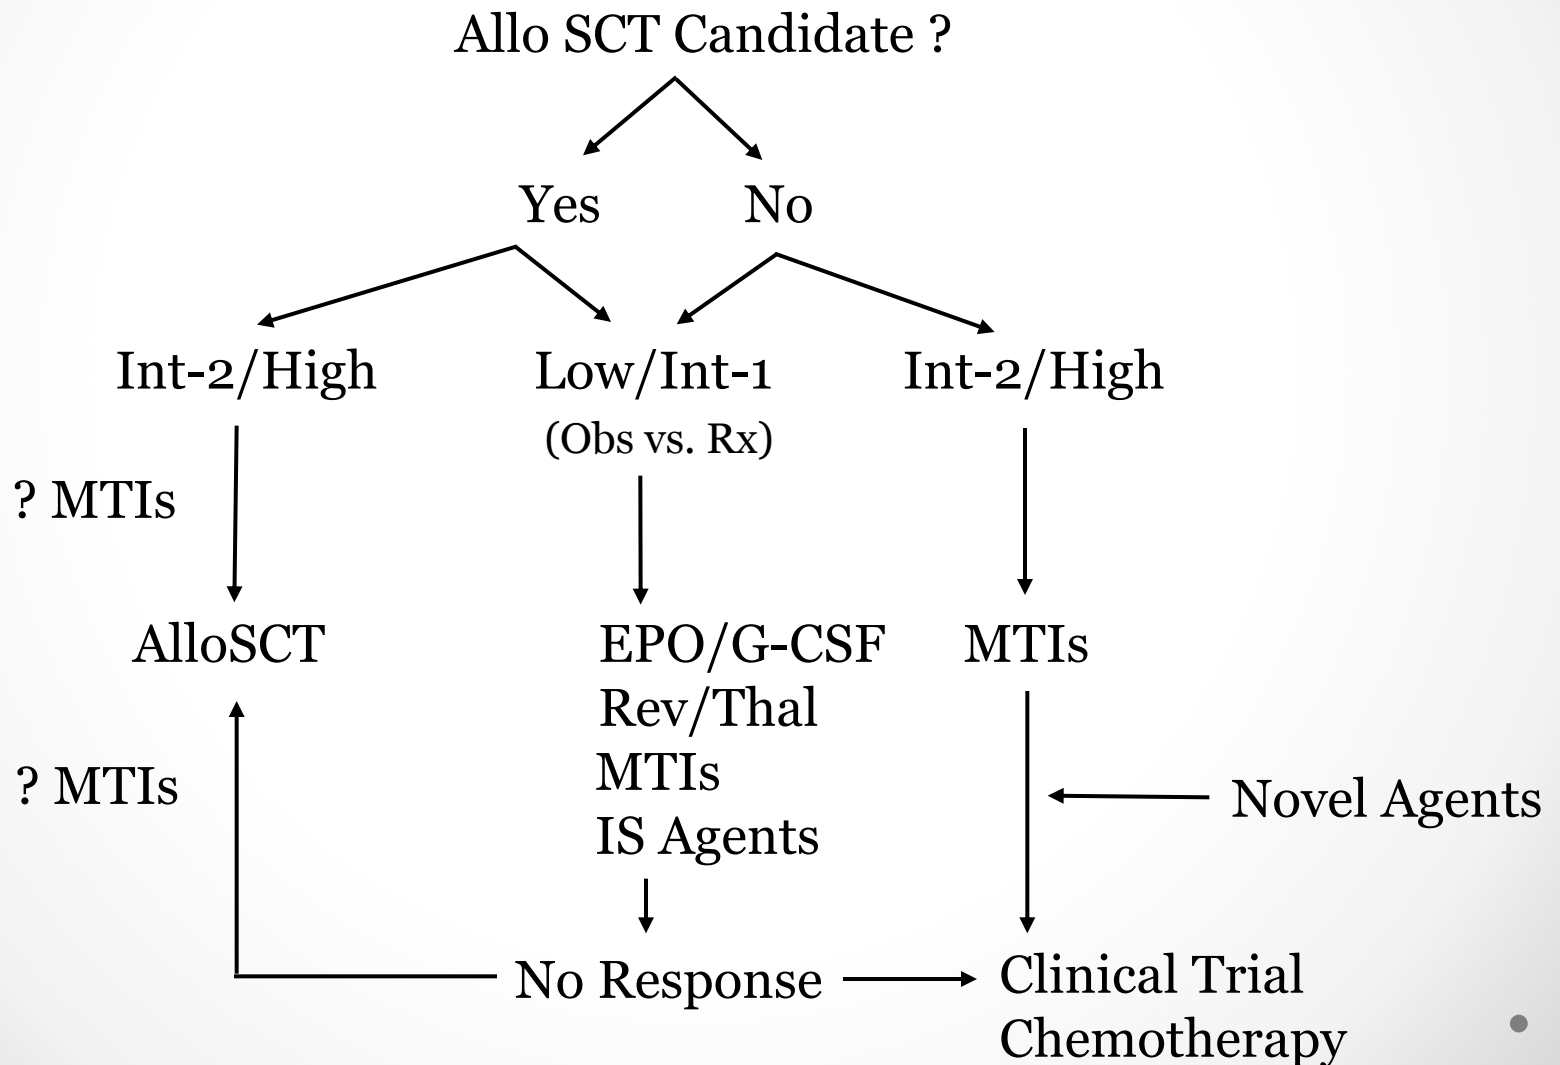 Allo SCT Candidate ?
Yes
No
Int-2/High
Low/Int-1
Int-2/High
(Obs vs. Rx)
? MTIs
AlloSCT
EPO/G-CSF
MTIs
Rev/Thal
MTIs
IS Agents
? MTIs
Novel Agents
No Response
Clinical Trial
Chemotherapy